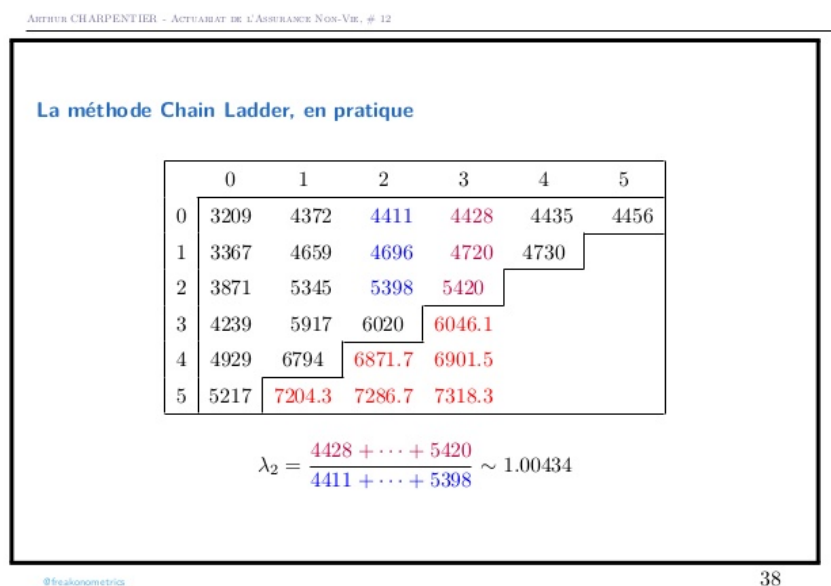 Arthur CHARPENTIER - Actuariat de l'Assurance Non-Vie, # 12
La méthode Chain Ladder, en pratique
0 1 2 3 4 5
0 3209 4372 4411 4428 4435 4456
1 3367 4659 4696 4720 4730
2 3871 5345 5398 5420
3 4239 5917 6020 6046.1
4 4929 6794 6871.7 6901.5
5 5217 7204.3 7286.7 7318.3
λ₂ = (4428 + ··· + 5420) / (4411 + ··· + 5398) ∼ 1.00434
@freakonometrics
38